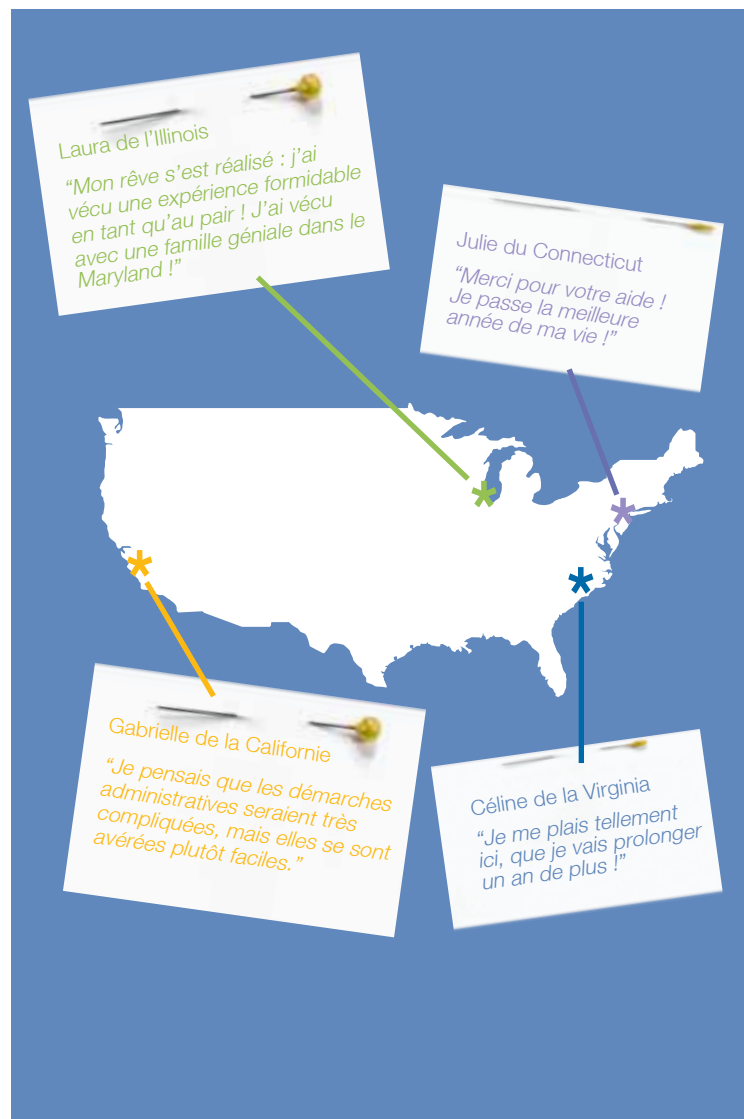 Laura de l’Illinois
“Mon rêve s’est réalisé : j’ai
vécu une expérience formidable
en tant qu’au pair ! J’ai vécu
avec une famille géniale dans le
Maryland !”
Julie du Connecticut
“Merci pour votre aide !
Je passe la meilleure
année de ma vie !”
Gabrielle de la Californie
“Je pensais que les démarches
administratives seraient très
compliquées, mais elles se sont
avérées plutôt faciles.”
Céline de la Virginia
“Je me plais tellement
ici, que je vais prolonger
un an de plus !”